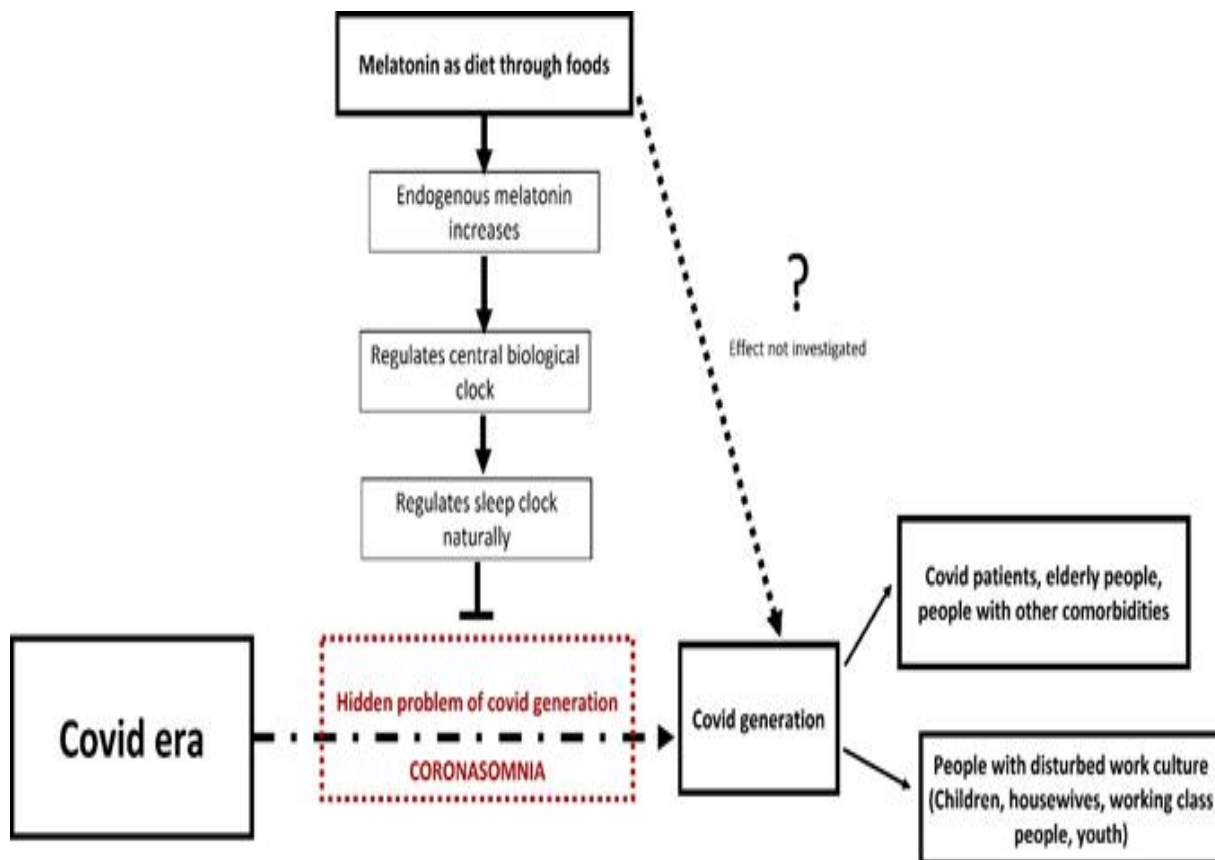 Melatonin as diet through foods
Endogenous melatonin
increases
?
Effect not investigated
Regulates central biological
clock
Regulates sleep clock
naturally
Covid patients, elderly people,
people with other comorbidities
Covid era
Hidden problem of covid generation
CORONASOMNIA
Covid generation
People with disturbed work culture
(Children, housewives, working class
people, youth)